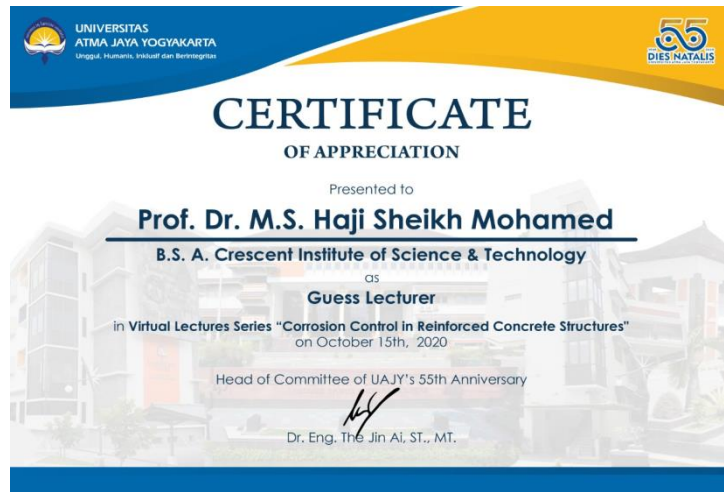 UNIVERSITAS
ATMA JAYA YOGYAKARTA
Unggul, Humanis, Inklusif dan Berintegritas
55
DIES NATALIS
CERTIFICATE
OF APPRECIATION
Presented to
Prof. Dr. M.S. Haji Sheikh Mohamed
B.S. A. Crescent Institute of Science & Technology
as
Guess Lecturer
in Virtual Lectures Series “Corrosion Control in Reinforced Concrete Structures"
on October 15th, 2020
Head of Committee of UAJY's 55th Anniversary
Dr. Eng. The Jin Ai, ST., MT.